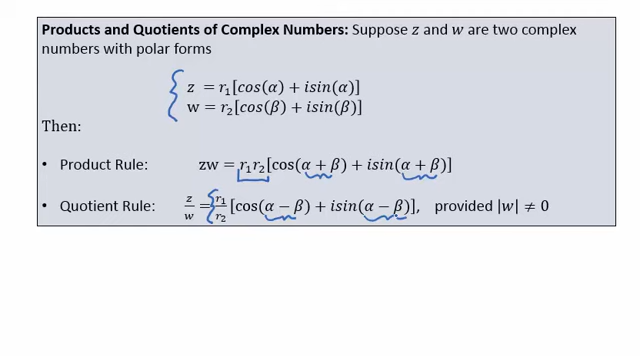 Products and Quotients of Complex Numbers: Suppose z and w are two complex
numbers with polar forms
z = r₁[cos(α) + isin(α)]
w = r₂[cos(β) + isin(β)]
Then:
• Product Rule: zw = r₁r₂[cos(α + β) + isin(α + β)]
• Quotient Rule: z/w = r₁/r₂ [cos(α − β) + isin(α − β)], provided |w| ≠ 0